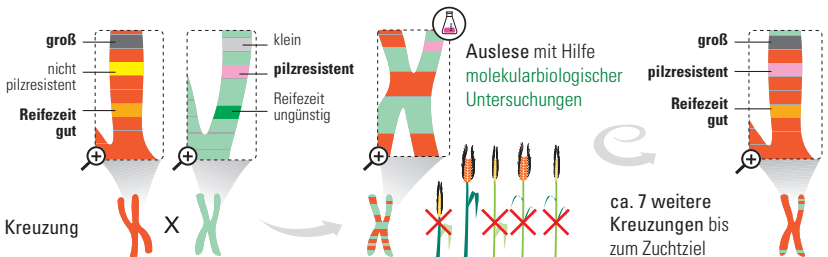 groß
nicht
pilzresistent
Reifezeit
gut
klein
pilzresistent
Reifezeit
ungünstig
Auslese mit Hilfe
molekularbiologischer
Untersuchungen
groß
pilzresistent
Reifezeit
gut
Kreuzung X
ca. 7 weitere
Kreuzungen bis
zum Zuchtziel